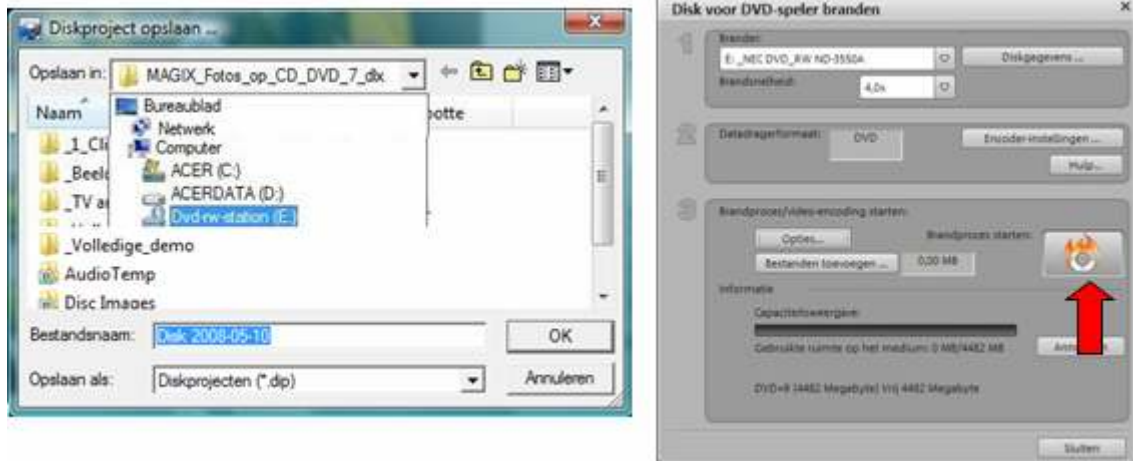 Diskproject opslaan ...
Opslaan in: MAGIX_Fotos_op_CD_DVD_7_dlx
Naam
Bureaublad
Netwerk
Computer
ACER (C:)
ACERDATA (D:)
Dvd-rw-station (E:)
_1_Cli
_Beel
_TV a
_Volledige_demo
AudioTemp
Disc Images
Bestandsnaam: Disk 2008-05-10
OK
Opslaan als: Diskprojecten (*.dip)
Annuleren
Disk voor DVD-speler branden
1
Brander:
E: _NEC DVD_RW ND-3550A
Diskgegevens ...
Brandsnelheid: 4,0x
2
Datadragerformaat: DVD
Encoder-instellingen ...
Hulp...
3
Brandproces/video-encoding starten:
Opties...
Brandproces starten:
Bestanden toevoegen ... 0,00 MB
Informatie
Capaciteitsweergave:
Gebruikte ruimte op het medium: 0 MB/4482 MB
DVD+R (4482 Megabyte) Vrij 4482 Megabyte
Sluiten